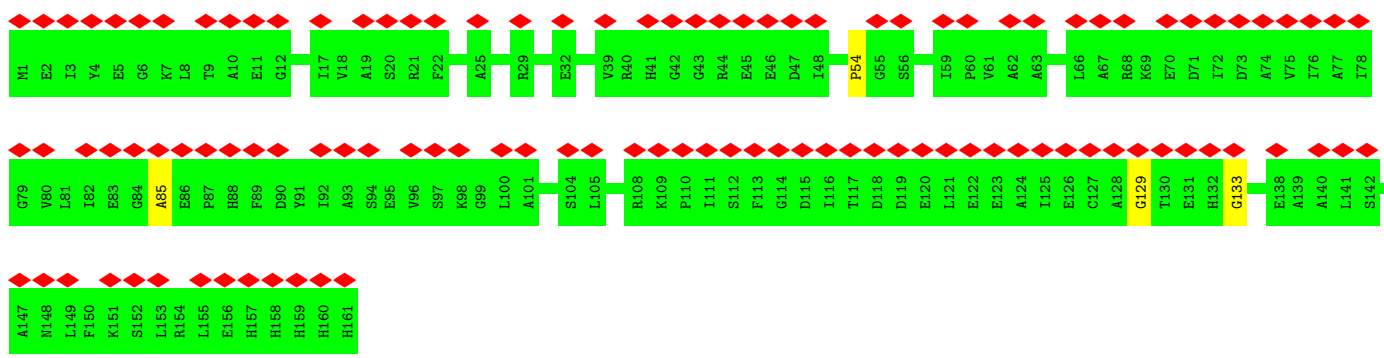 M1 E2 I3 Y4 E5 G6 K7 L8 T9 A10 E11 G12 I17 V18 A19 S20 R21 F22 A25 R29 E32 V39 R40 H41 G42 G43 R44 E45 E46 D47 I48 P54 G55 S56 I59 P60 V61 A62 A63 L66 A67 R68 K69 E70 D71 I72 D73 A74 V75 I76 A77 I78
G79 V80 L81 I82 E83 G84 A85 E86 P87 H88 F89 D90 Y91 I92 A93 S94 E95 V96 S97 K98 G99 L100 A101 S104 L105 R108 K109 P110 I111 S112 F113 G114 D115 I116 T117 D118 D119 E120 L121 E122 E123 A124 I125 E126 C127 A128 G129 T130 E131 H132 G133 E138 A139 A140 L141 S142
A147 N148 L149 F150 K151 S152 L153 R154 L155 E156 H157 H158 H159 H160 H161